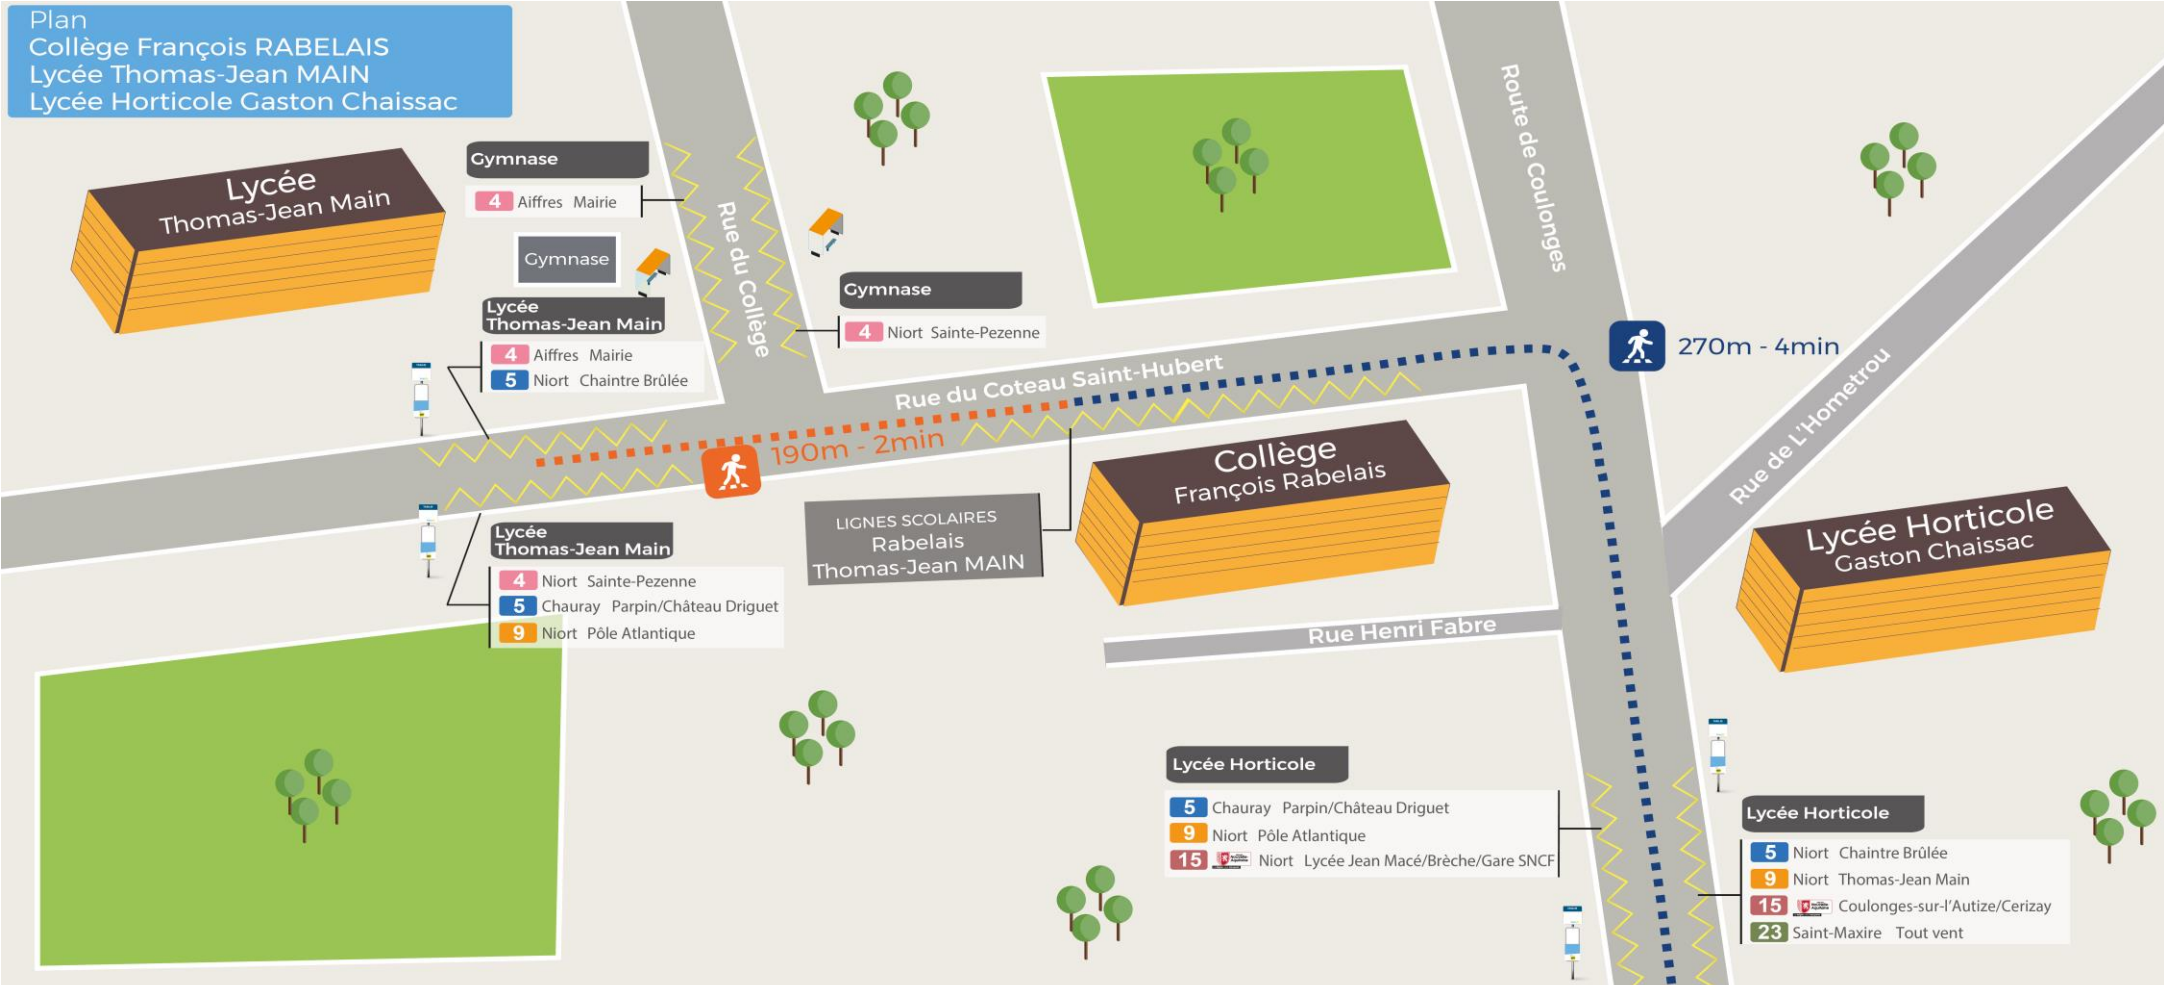 Plan
Collège François RABELAIS
Lycée Thomas-Jean MAIN
Lycée Horticole Gaston Chaissac
Lycée
Thomas-Jean Main
Gymnase
4 Aiffres Mairie
Gymnase
Lycée
Thomas-Jean Main
4 Aiffres Mairie
5 Niort Chaintre Brûlée
Rue du Collège
Gymnase
4 Niort Sainte-Pezenne
Route de Coulonges
270m - 4min
Rue de L'Hometrou
Rue du Coteau Saint-Hubert
190m - 2min
Lycée
Thomas-Jean Main
4 Niort Sainte-Pezenne
5 Chauray Parpin/Château Driguet
9 Niort Pôle Atlantique
LIGNES SCOLAIRES
Rabelais
Thomas-Jean MAIN
Collège
François Rabelais
Lycée Horticole
Gaston Chaissac
Rue Henri Fabre
Lycée Horticole
5 Chauray Parpin/Château Driguet
9 Niort Pôle Atlantique
15 Niort Lycée Jean Macé/Brèche/Gare SNCF
Lycée Horticole
5 Niort Chaintre Brûlée
9 Niort Thomas-Jean Main
15 Coulonges-sur-l'Autize/Cerizay
23 Saint-Maxire Tout vent